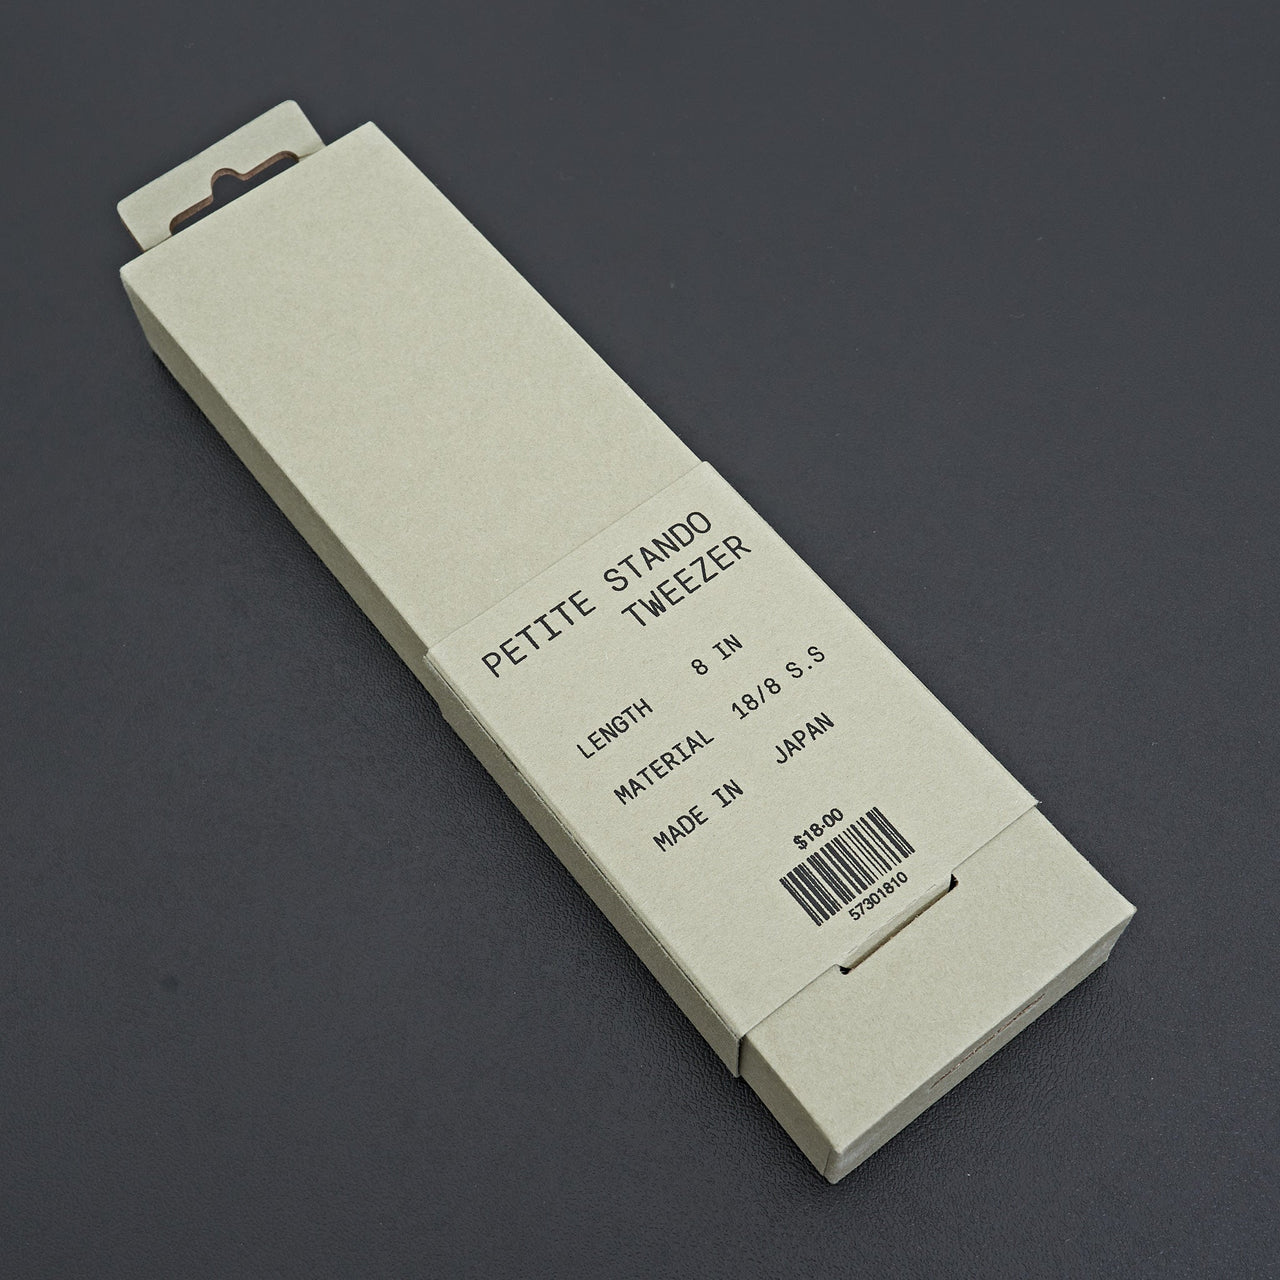 PETITE STANDO
TWEEZER
LENGTH 8 IN
MATERIAL 18/8 S.S
MADE IN JAPAN
$18.00
57301810